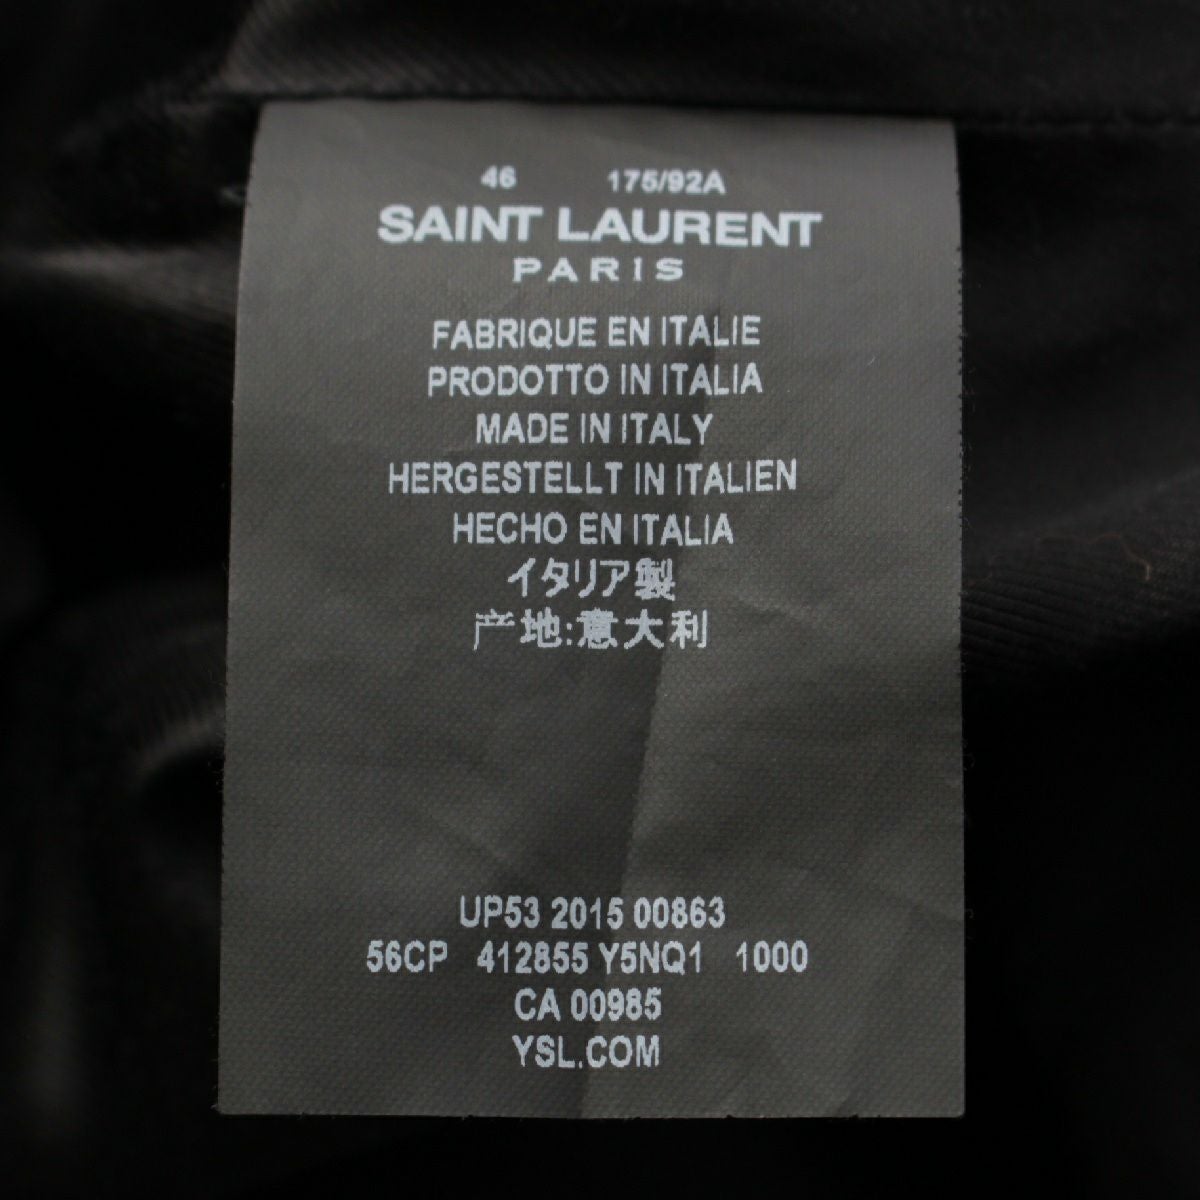 46 175/92A
SAINT LAURENT
PARIS
FABRIQUE EN ITALIE
PRODOTTO IN ITALIA
MADE IN ITALY
HERGESTELLT IN ITALIEN
HECHO EN ITALIA
イタリア製
产地:意大利
UP53 2015 00863
56CP 412855 Y5NQ1 1000
CA 00985
YSL.COM